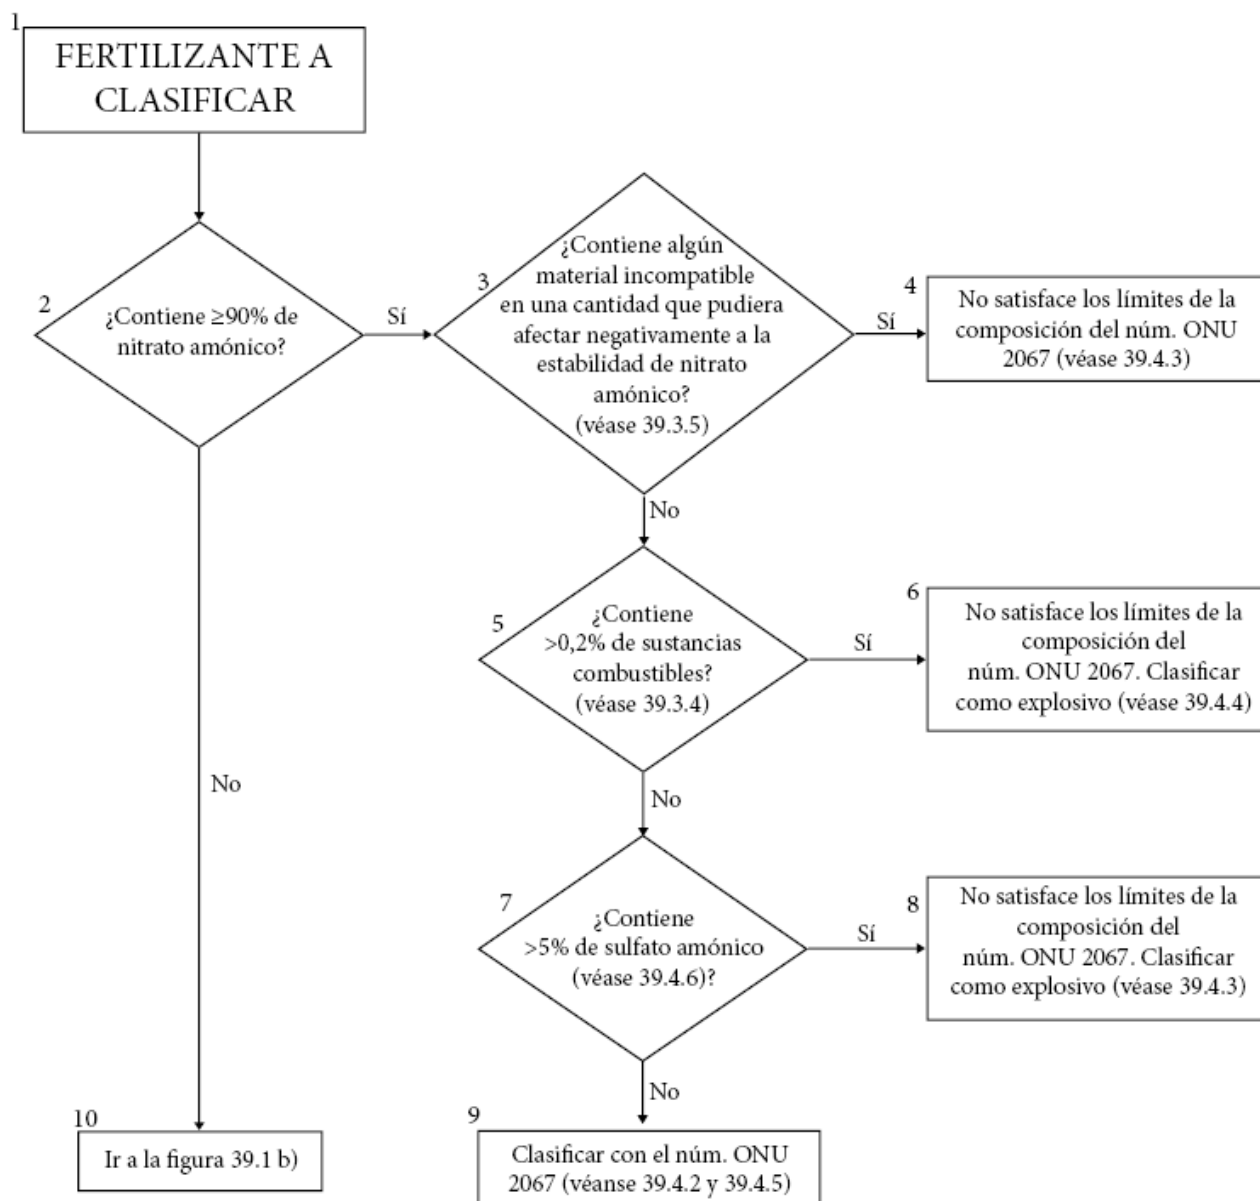 1
FERTILIZANTE A
CLASIFICAR
2
¿Contiene ≥90% de
nitrato amónico?
Sí
3
¿Contiene algún
material incompatible
en una cantidad que pudiera
afectar negativamente a la
estabilidad de nitrato
amónico?
(véase 39.3.5)
Sí
4
No satisface los límites de la
composición del núm. ONU
2067 (véase 39.4.3)
No
5
¿Contiene
>0,2% de sustancias
combustibles?
(véase 39.3.4)
Sí
6
No satisface los límites de la
composición del
núm. ONU 2067. Clasificar
como explosivo (véase 39.4.4)
No
No
7
¿Contiene
>5% de sulfato amónico
(véase 39.4.6)?
Sí
8
No satisface los límites de la
composición del
núm. ONU 2067. Clasificar
como explosivo (véase 39.4.3)
No
9
Clasificar con el núm. ONU
2067 (véanse 39.4.2 y 39.4.5)
10
Ir a la figura 39.1 b)